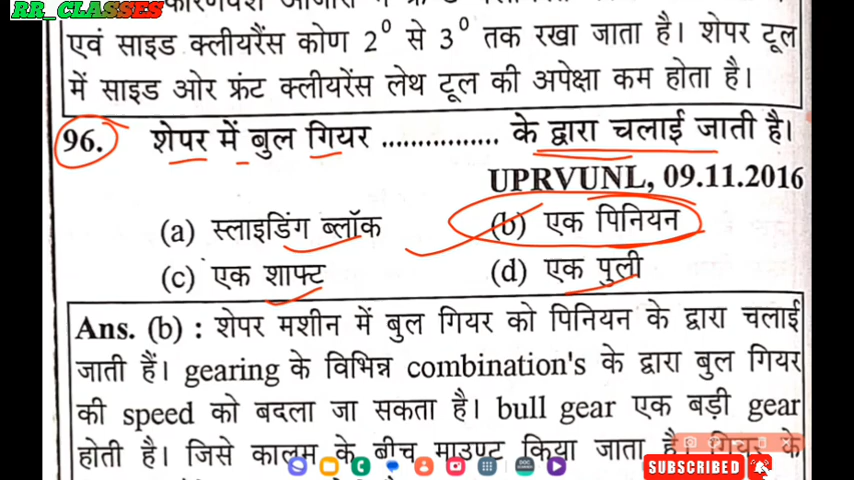 RR_CLASSES
एवं साइड क्लीयरैंस कोण 2⁰ से 3⁰ तक रखा जाता है। शेपर टूल
में साइड ओर फ्रंट क्लीयरेंस लेथ टूल की अपेक्षा कम होता है।
96. शेपर में बुल गियर ................ के द्वारा चलाई जाती है।
UPRVUNL, 09.11.2016
(a) स्लाइडिंग ब्लॉक (b) एक पिनियन
(c) एक शाफ्ट (d) एक पुली
Ans. (b) : शेपर मशीन में बुल गियर को पिनियन के द्वारा चलाई
जाती हैं। gearing के विभिन्न combination's के द्वारा बुल गियर
की speed को बदला जा सकता है। bull gear एक बड़ी gear
होती है। जिसे कालम के बीच माउण्ट किया जाता है। गियर के
SUBSCRIBED